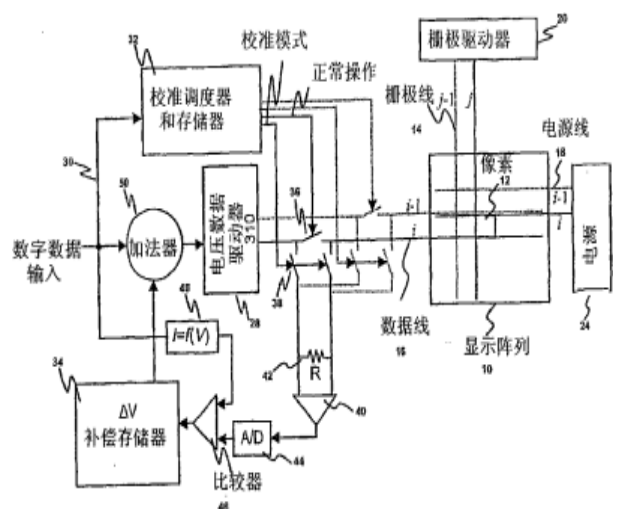 32
校准模式
20
栅极驱动器
正常操作
校准调度器
和存储器
栅极线
14
j-1
j
电源线
30
像素
18
50
36
12
i-1
i-1
i
数字数据
输入
加法器
电压数据
驱动器
310
i
电源
38
28
数据线
16
24
48
I=f(V)
42
R
显示阵列
10
34
40
ΔV
补偿存储器
A/D
44
比较器